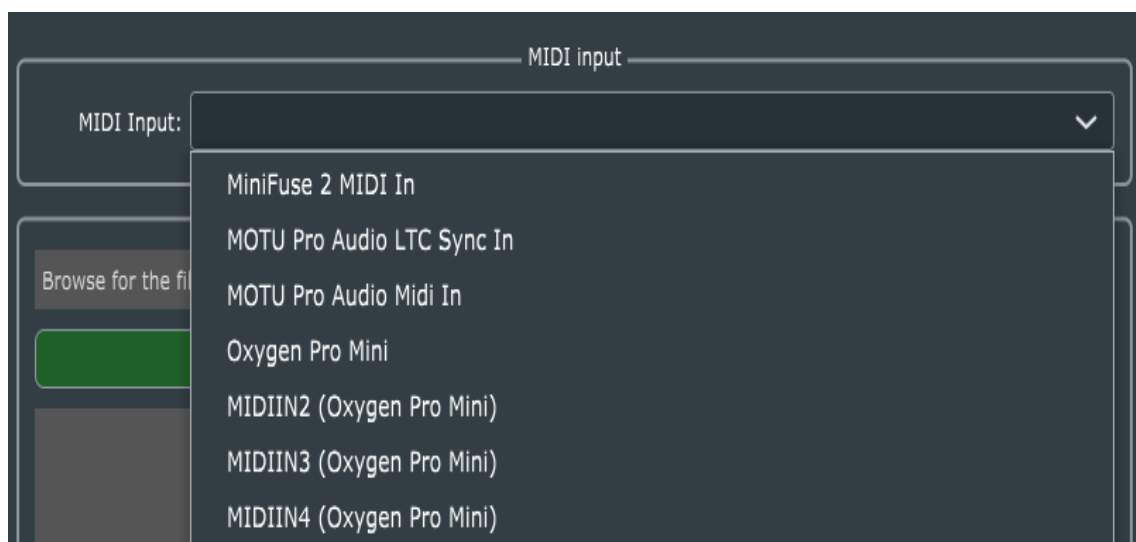 MIDI input
MIDI Input:
MiniFuse 2 MIDI In
MOTU Pro Audio LTC Sync In
MOTU Pro Audio Midi In
Browse for the
Oxygen Pro Mini
MIDIIN2 (Oxygen Pro Mini)
MIDIIN3 (Oxygen Pro Mini)
MIDIIN4 (Oxygen Pro Mini)